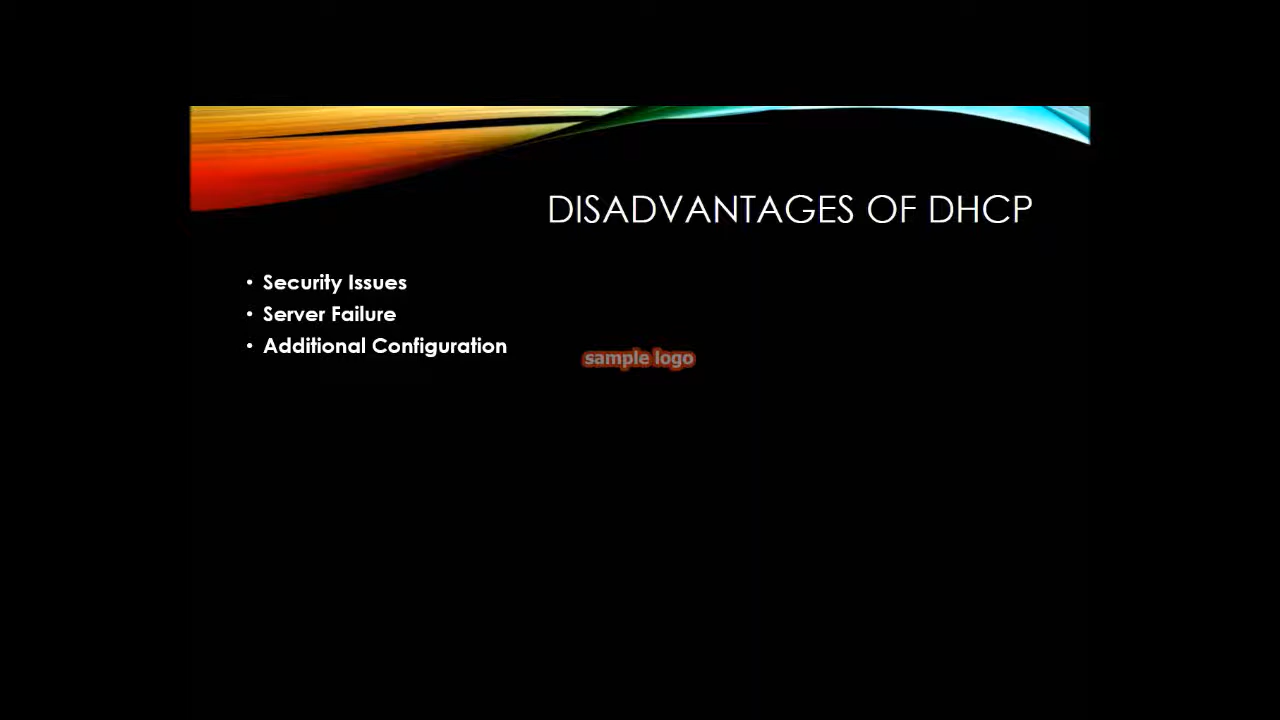 DISADVANTAGES OF DHCP
• Security Issues
• Server Failure
• Additional Configuration
sample logo